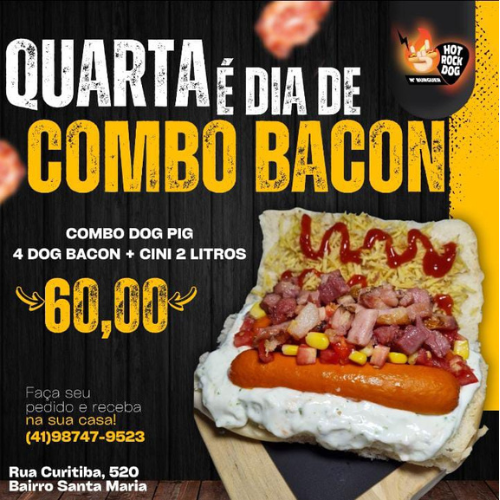 HOT
ROCK
DOG
N' BURGUER
QUARTA É DIA DE
COMBO BACON
COMBO DOG PIG
4 DOG BACON + CINI 2 LITROS
60,00
Faça seu
pedido e receba
na sua casa!
(41)98747-9523
Rua Curitiba, 520
Bairro Santa Maria